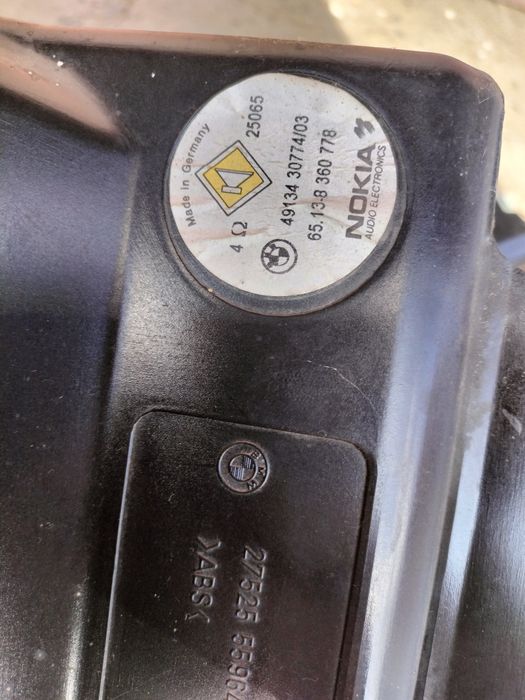 Made in Germany
25065
4 Ω
49134 30774/03
65.13-8 360 778
NOKIA
AUDIO ELECTRONICS
BMW
>ABS<